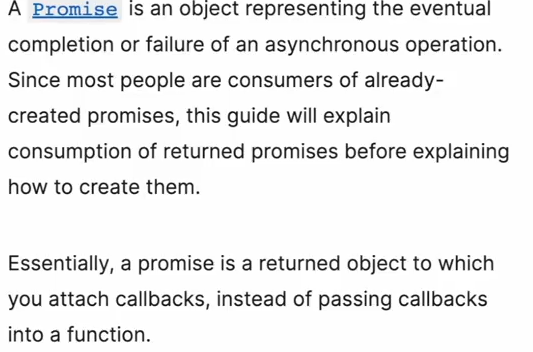 A Promise is an object representing the eventual
completion or failure of an asynchronous operation.
Since most people are consumers of already-
created promises, this guide will explain
consumption of returned promises before explaining
how to create them.
Essentially, a promise is a returned object to which
you attach callbacks, instead of passing callbacks
into a function.